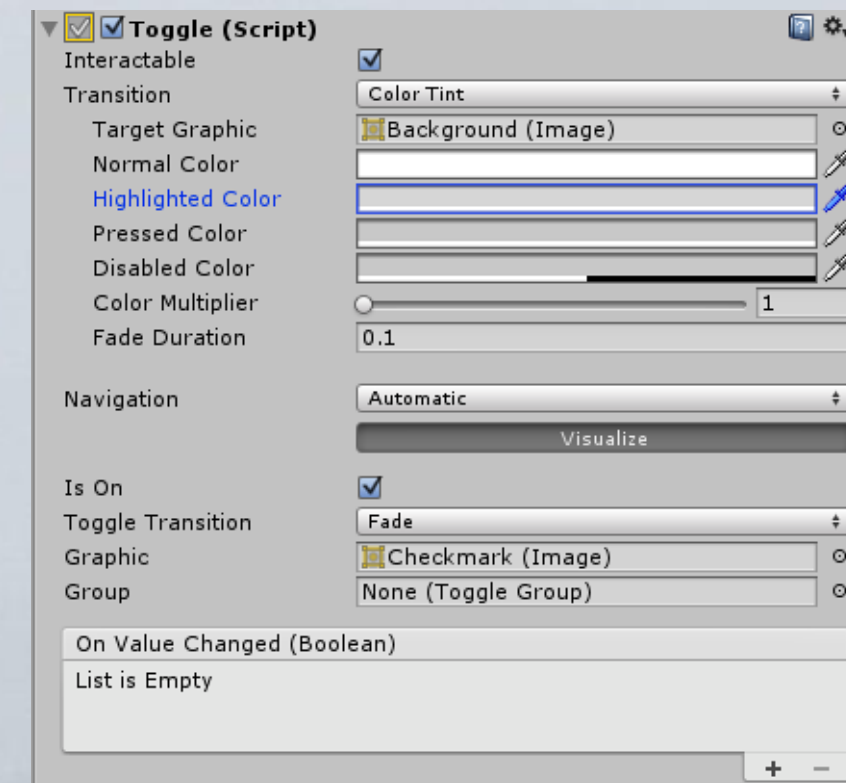 Toggle (Script)
Interactable
Transition Color Tint
Target Graphic Background (Image)
Normal Color
Highlighted Color
Pressed Color
Disabled Color
Color Multiplier 1
Fade Duration 0.1
Navigation Automatic
Visualize
Is On
Toggle Transition Fade
Graphic Checkmark (Image)
Group None (Toggle Group)
On Value Changed (Boolean)
List is Empty